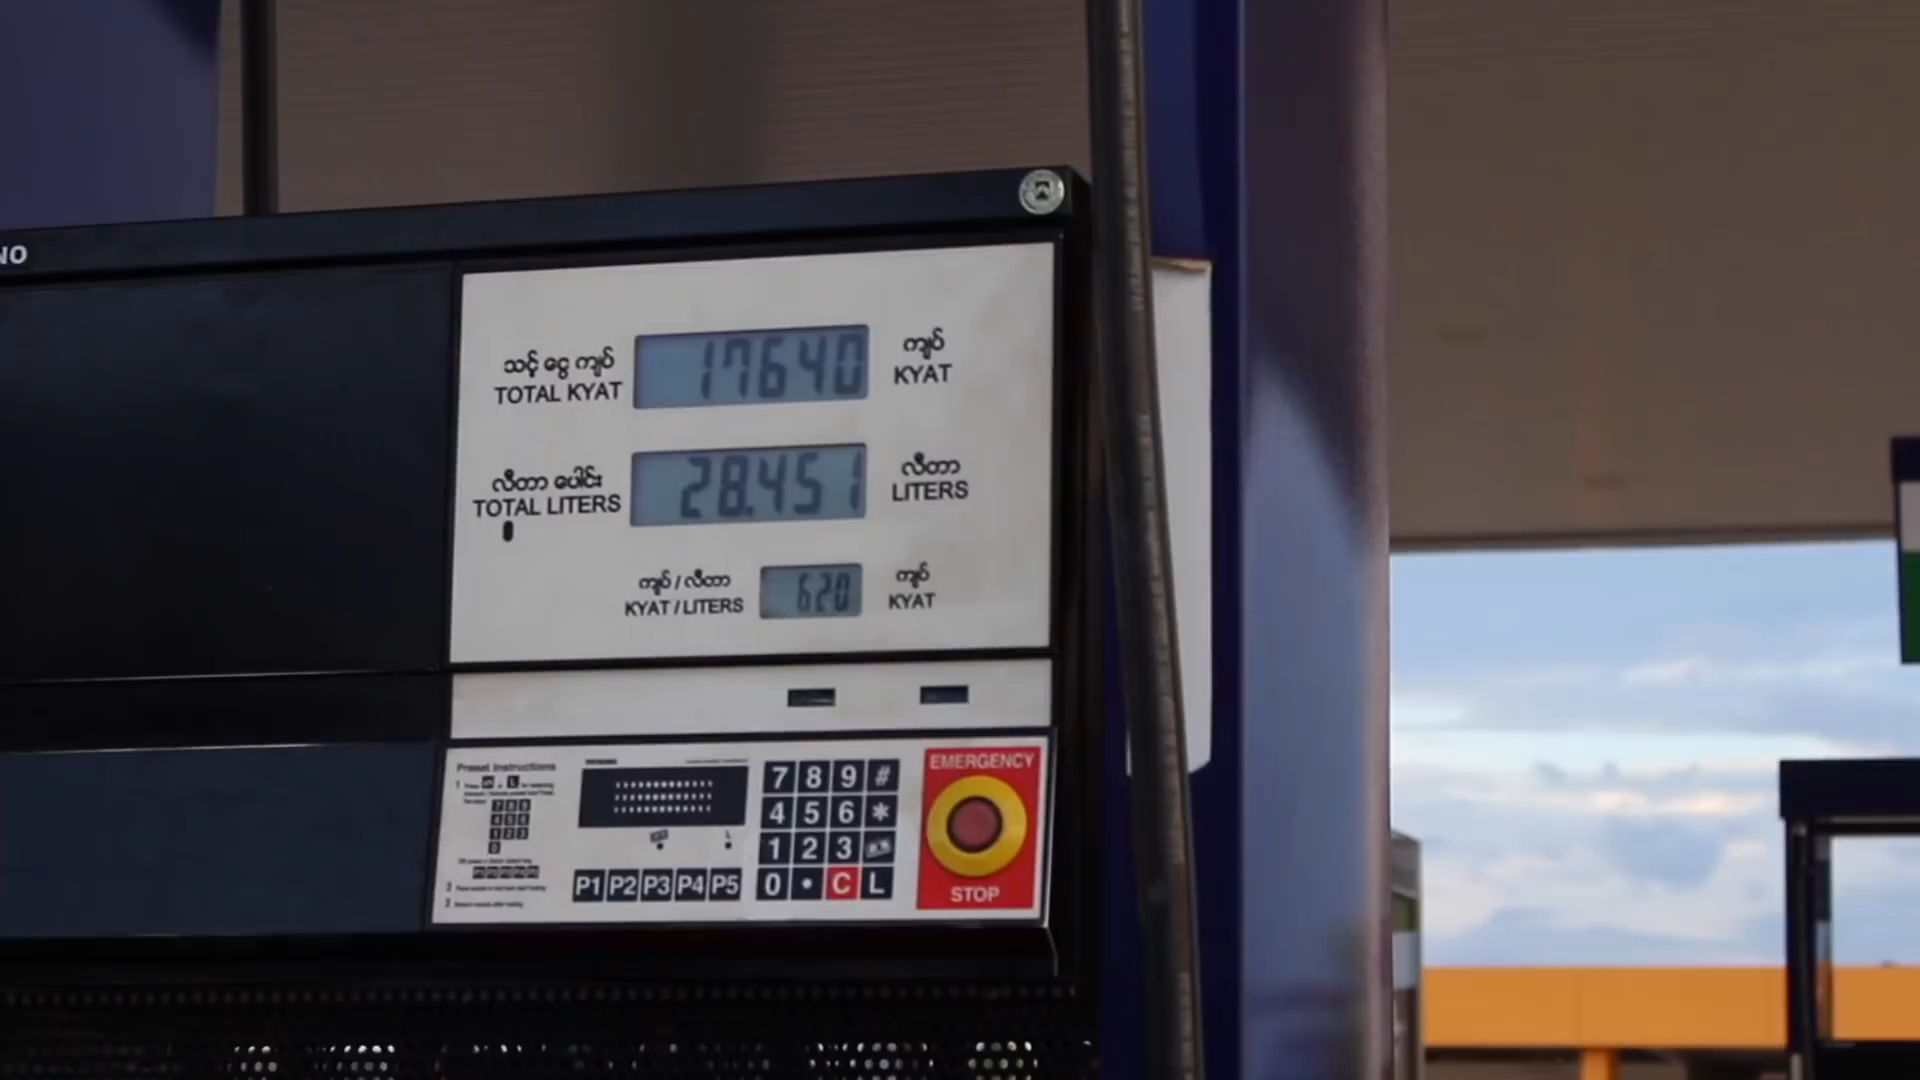 NO
သင့် ငွေ ကျပ်
TOTAL KYAT
17640
ကျပ်
KYAT
လီတာ ပေါင်း
TOTAL LITERS
28.451
လီတာ
LITERS
ကျပ် / လီတာ
KYAT / LITERS
620
ကျပ်
KYAT
Preset Instructions
7 8 9 #
4 5 6 *
1 2 3
0 • C L
P1 P2 P3 P4 P5
L
EMERGENCY
STOP